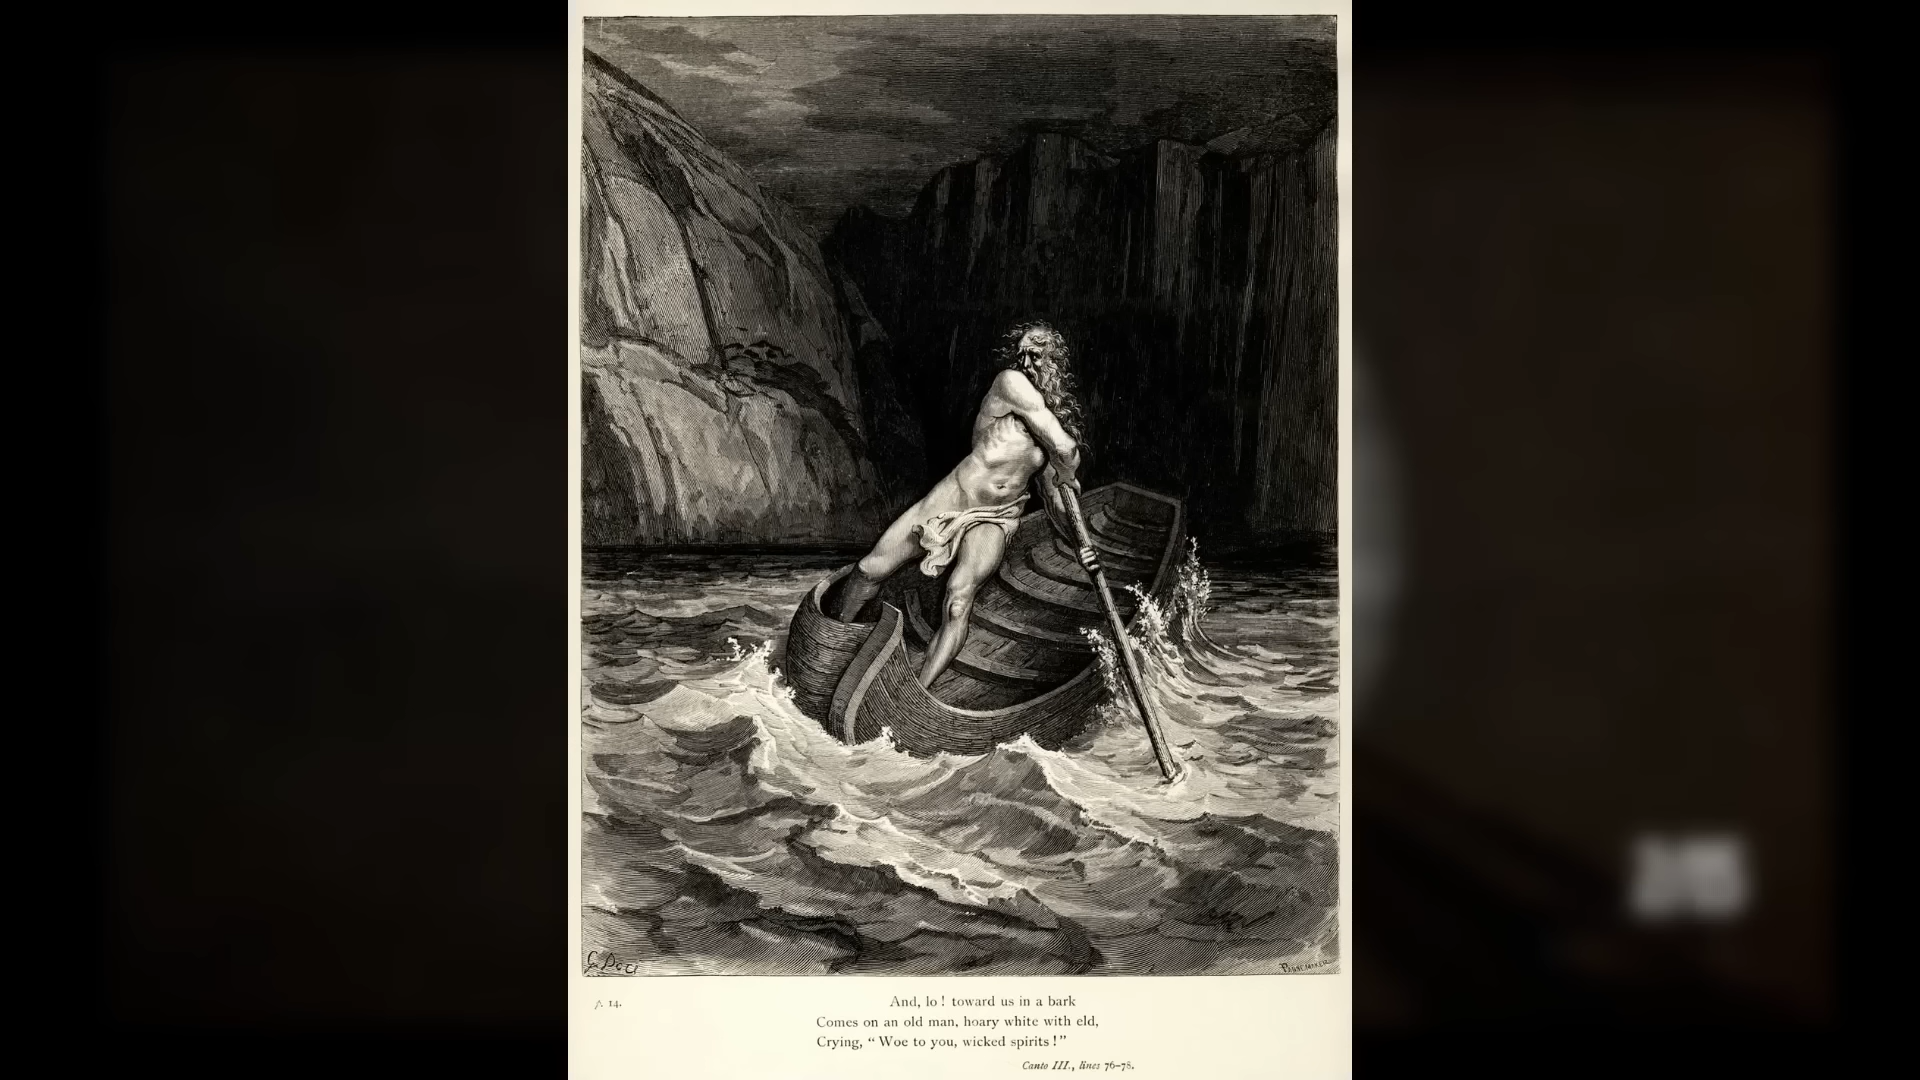 G Doré
PANNEMAKER
p. 14.
And, lo! toward us in a bark
Comes on an old man, hoary white with eld,
Crying, “Woe to you, wicked spirits!”
Canto III., lines 76–78.